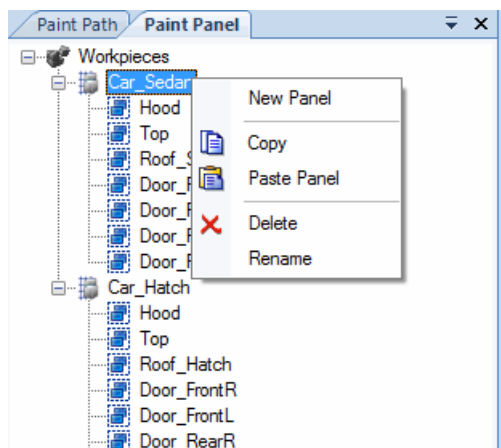 Paint Path
Paint Panel
Workpieces
Car_Sedan
Hood
Top
Roof_S
Door_F
Door_F
Door_F
Door_F
New Panel
Copy
Paste Panel
Delete
Rename
Car_Hatch
Hood
Top
Roof_Hatch
Door_FrontR
Door_FrontL
Door_RearR